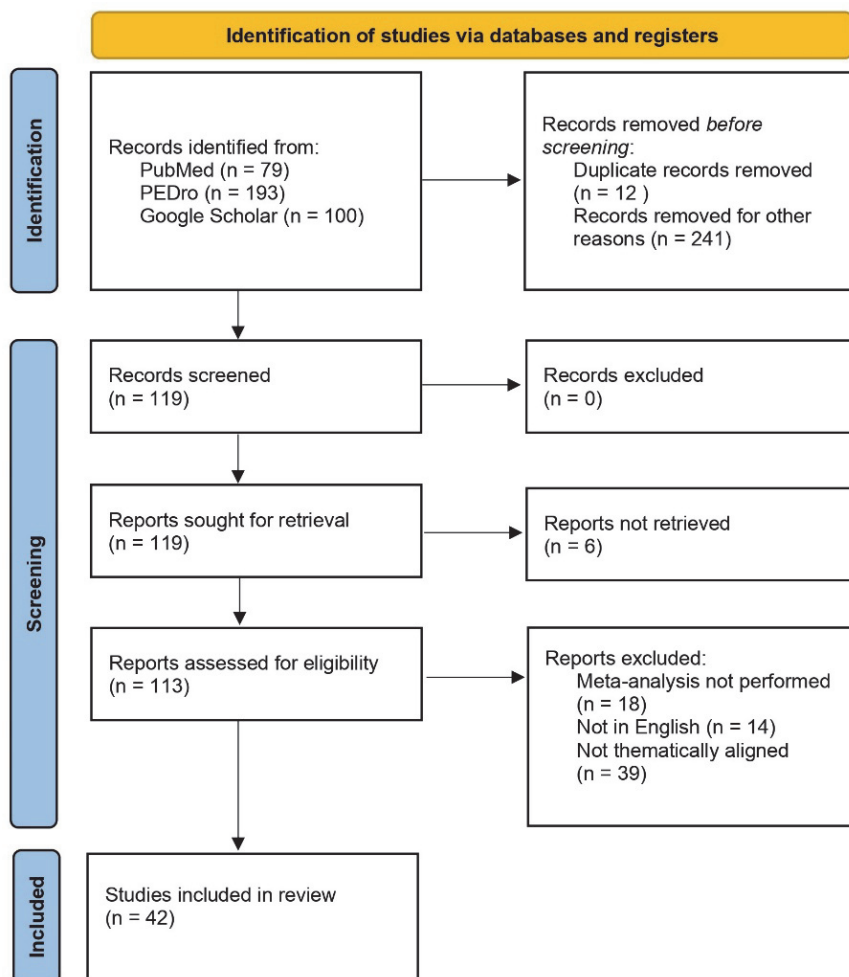 Identification of studies via databases and registers
Identification
Records identified from:
PubMed (n = 79)
PEDro (n = 193)
Google Scholar (n = 100)
Records removed before
screening:
Duplicate records removed
(n = 12 )
Records removed for other
reasons (n = 241)
Screening
Records screened
(n = 119)
Records excluded
(n = 0)
Reports sought for retrieval
(n = 119)
Reports not retrieved
(n = 6)
Reports assessed for eligibility
(n = 113)
Reports excluded:
Meta-analysis not performed
(n = 18)
Not in English (n = 14)
Not thematically aligned
(n = 39)
Included
Studies included in review
(n = 42)